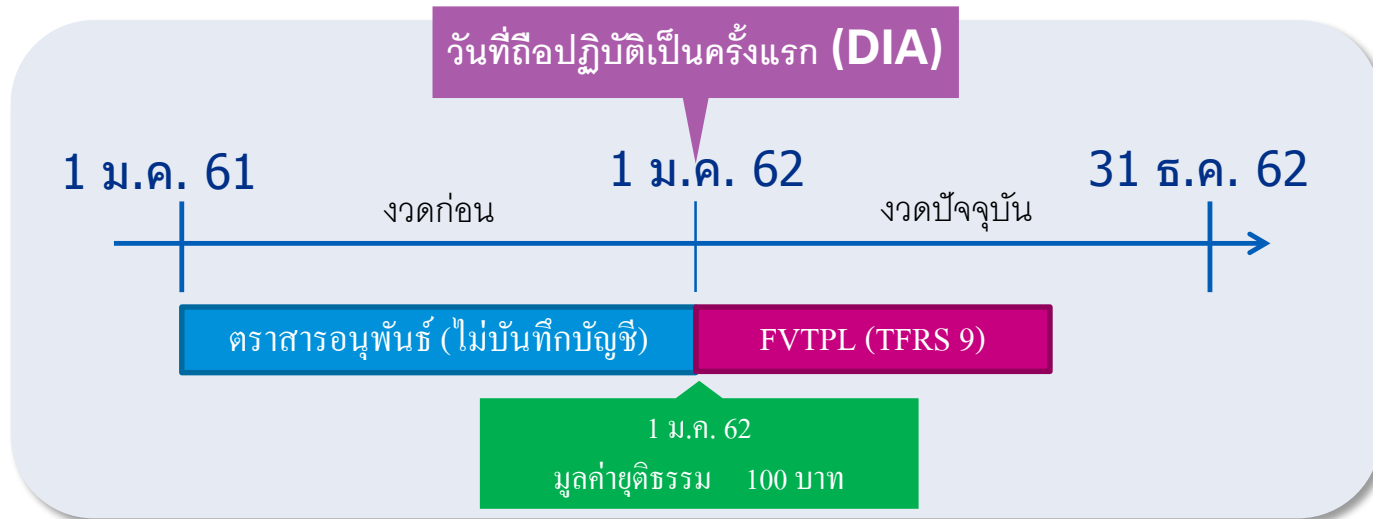 วันที่ถือปฏิบัติเป็นครั้งแรก (DIA)
1 ม.ค. 61
1 ม.ค. 62
31 ธ.ค. 62
งวดก่อน
งวดปัจจุบัน
ตราสารอนุพันธ์ (ไม่บันทึกบัญชี)
FVTPL (TFRS 9)
1 ม.ค. 62
มูลค่ายุติธรรม 100 บาท